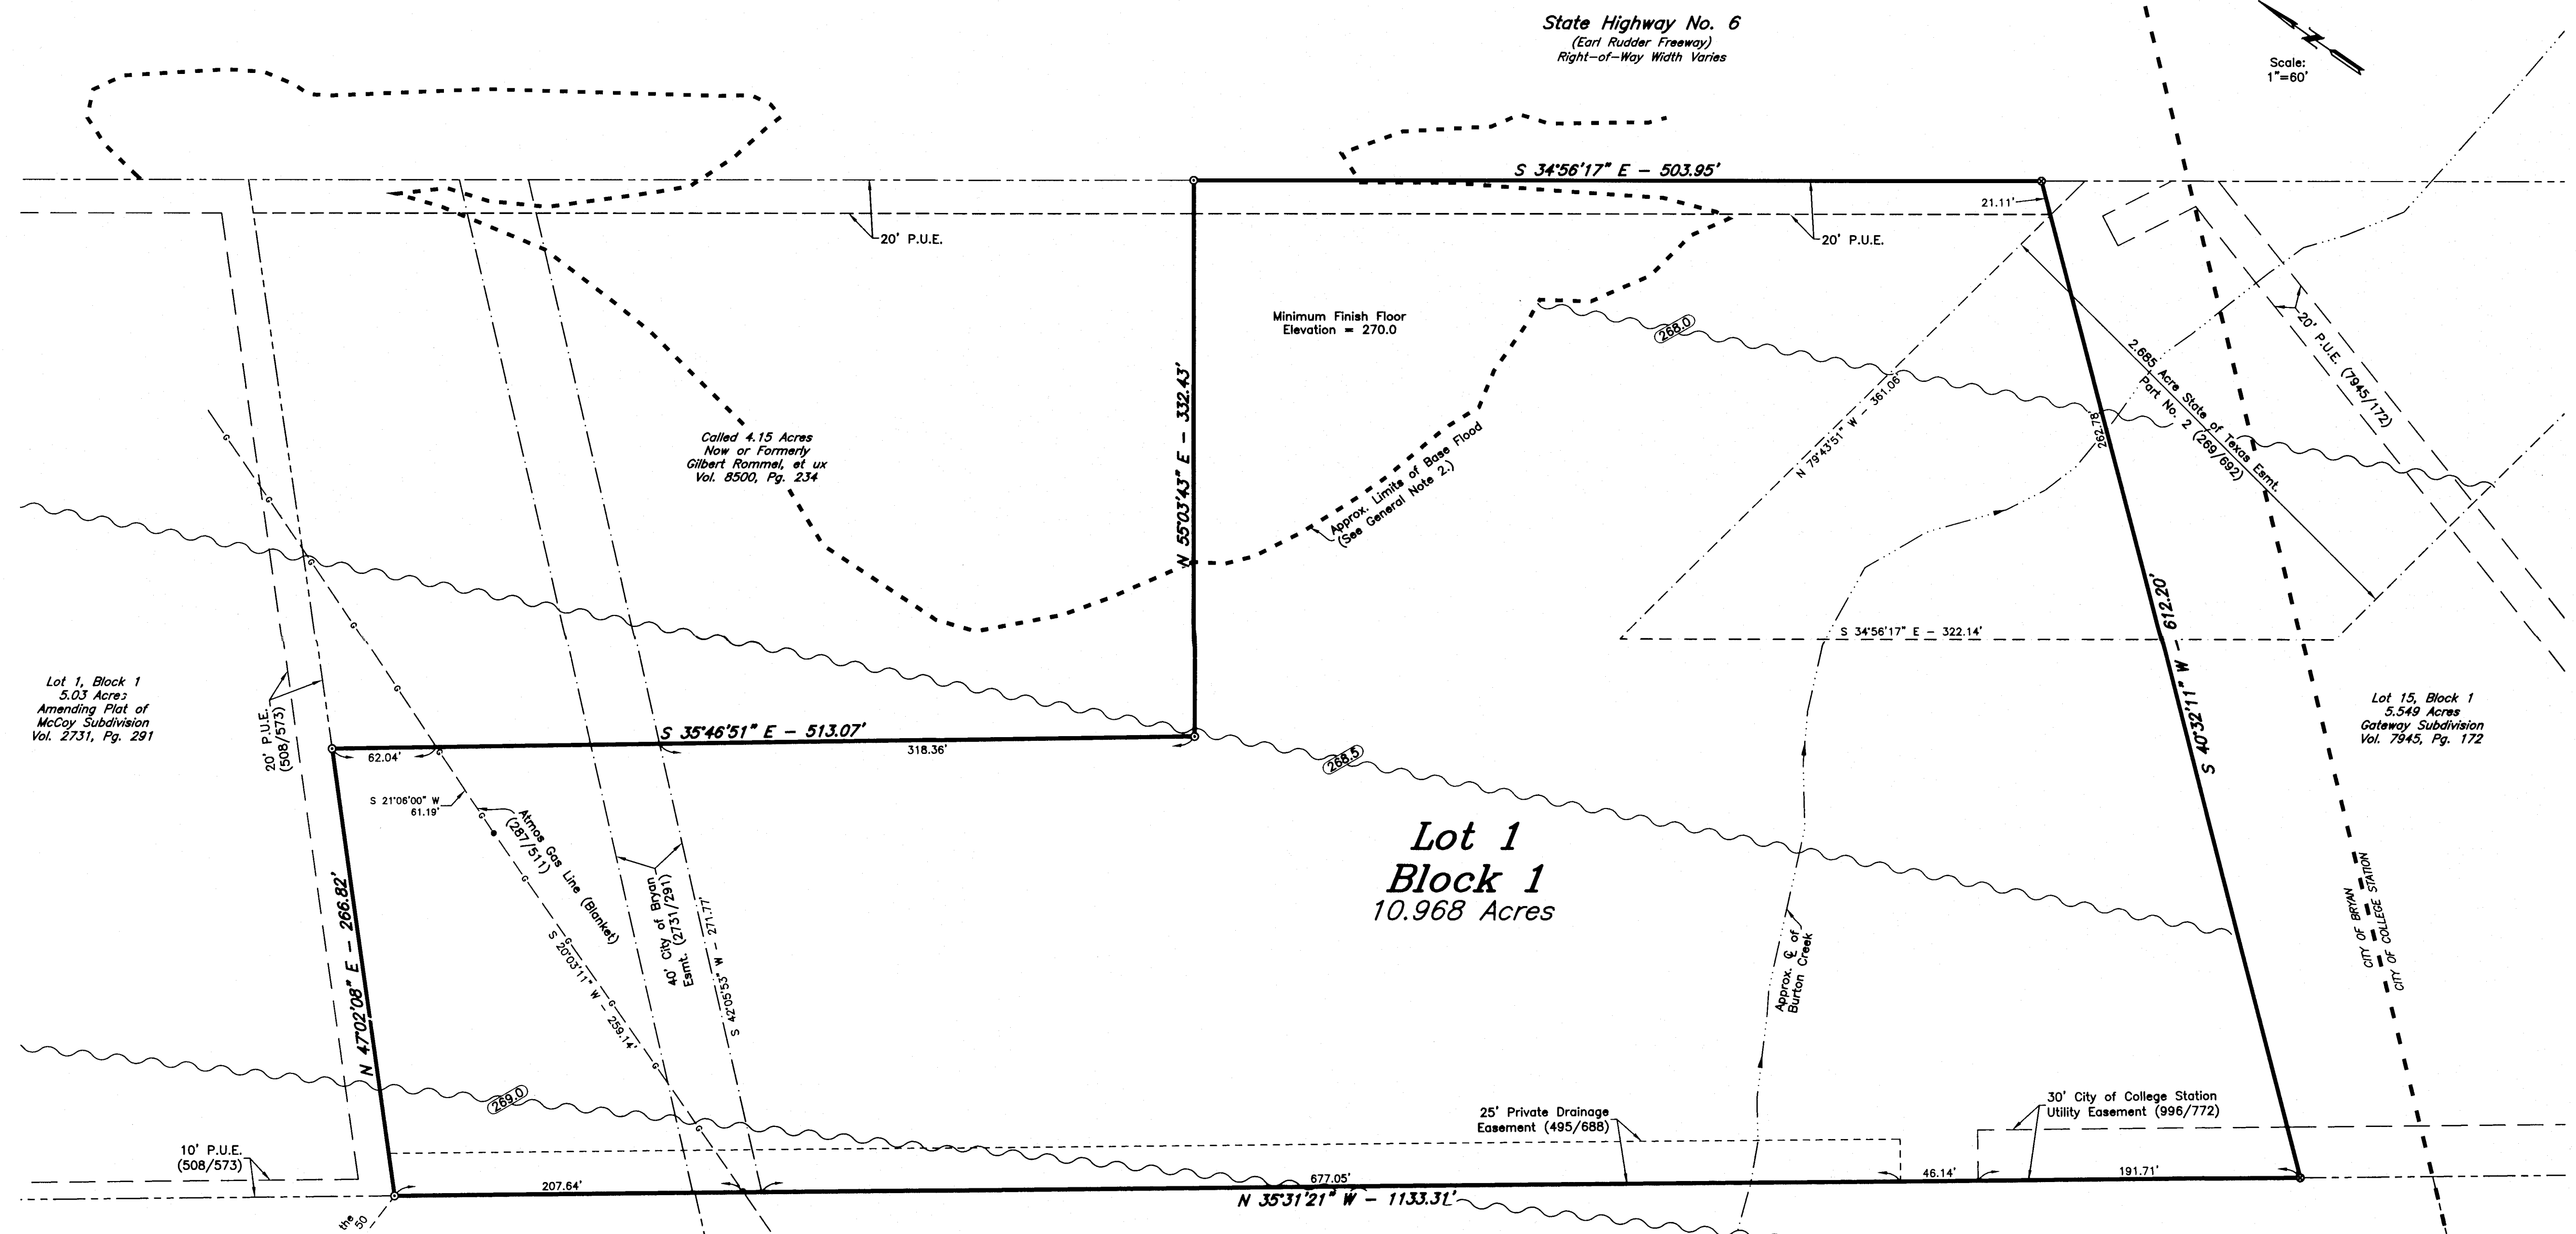 State Highway No. 6
(Earl Rudder Freeway)
Right-of-Way Width Varies
N
Scale:
1"=60'
S 34°56'17" E - 503.95'
21.11'
20' P.U.E.
20' P.U.E.
Minimum Finish Floor
Elevation = 270.0
268.0
20' P.U.E. (7945/172)
2.685 Acre State of Texas Esmt.
Part No. 2 (269/692)
N 79°43'51" W - 361.06'
262.78'
N 55°03'43" E - 332.43'
Called 4.15 Acres
Now or Formerly
Gilbert Rommel, et ux
Vol. 8500, Pg. 234
Approx. Limits of Base Flood
(See General Note 2.)
G
G
G
G
G
G
G
G
G
G
G
G
S 34°56'17" E - 322.14'
S 40°32'11" W - 612.20'
Lot 1, Block 1
5.03 Acres
Amending Plat of
McCoy Subdivision
Vol. 2731, Pg. 291
20' P.U.E.
(508/573)
Lot 15, Block 1
5.549 Acres
Gateway Subdivision
Vol. 7945, Pg. 172
S 35°46'51" E - 513.07'
62.04'
318.36'
268.5
S 21°06'00" W
61.19'
Atmos Gas Line (Blanket)
(287/511)
Lot 1
Block 1
10.968 Acres
N 47°02'08" E - 266.82'
S 20°03'11" W - 259.14'
40' City of Bryan
Esmt. (2731/291)
S 42°05'53" W - 271.77'
Approx. ℄ of
Burton Creek
CITY OF BRYAN
CITY OF COLLEGE STATION
269.0
25' Private Drainage
Easement (495/688)
30' City of College Station
Utility Easement (996/772)
10' P.U.E.
(508/573)
207.64'
677.05'
46.14'
191.71'
N 35°31'21" W - 1133.31'
the
50